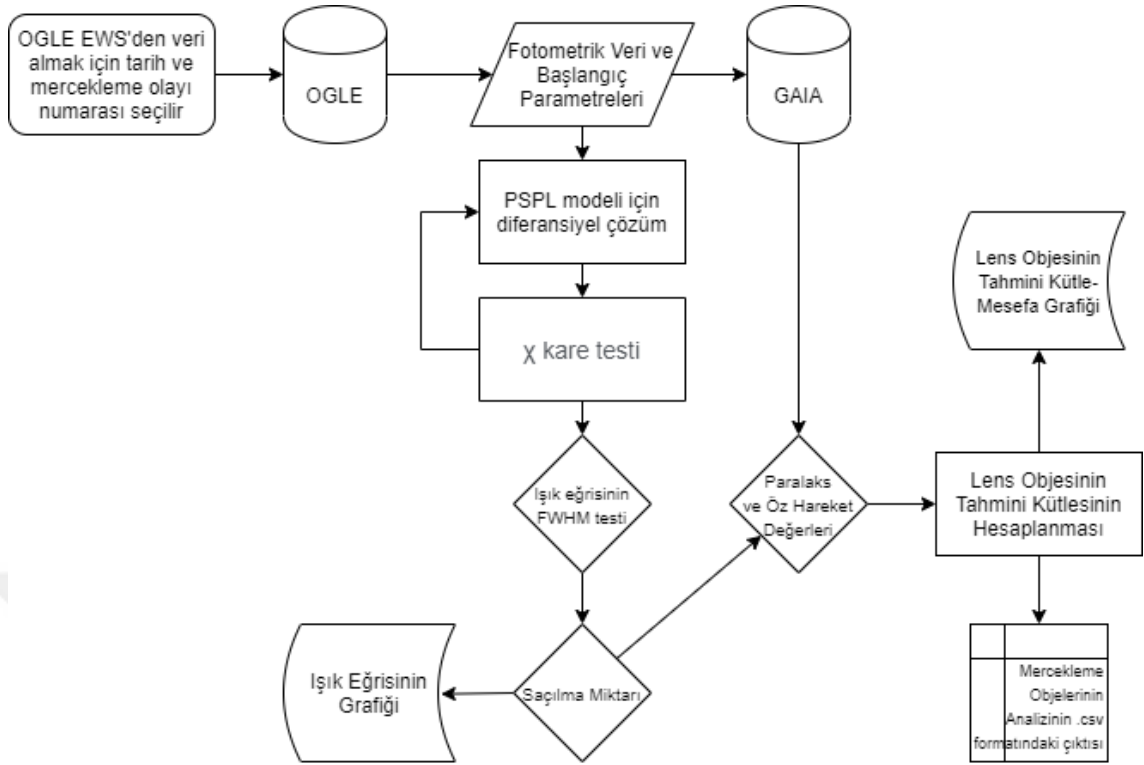 OGLE EWS'den veri
almak için tarih ve
mercekleme olayı
numarası seçilir
OGLE
Fotometrik Veri ve
Başlangıç
Parametreleri
GAIA
PSPL modeli için
diferansiyel çözüm
χ kare testi
Işık eğrisinin
FWHM testi
Saçılma Miktarı
Işık Eğrisinin
Grafiği
Paralaks
ve Öz Hareket
Değerleri
Lens Objesinin
Tahmini Kütlesinin
Hesaplanması
Lens Objesinin
Tahmini Kütle-
Mesefa Grafiği
Mercekleme
Objelerinin
Analizinin .csv
formatındaki çıktısı